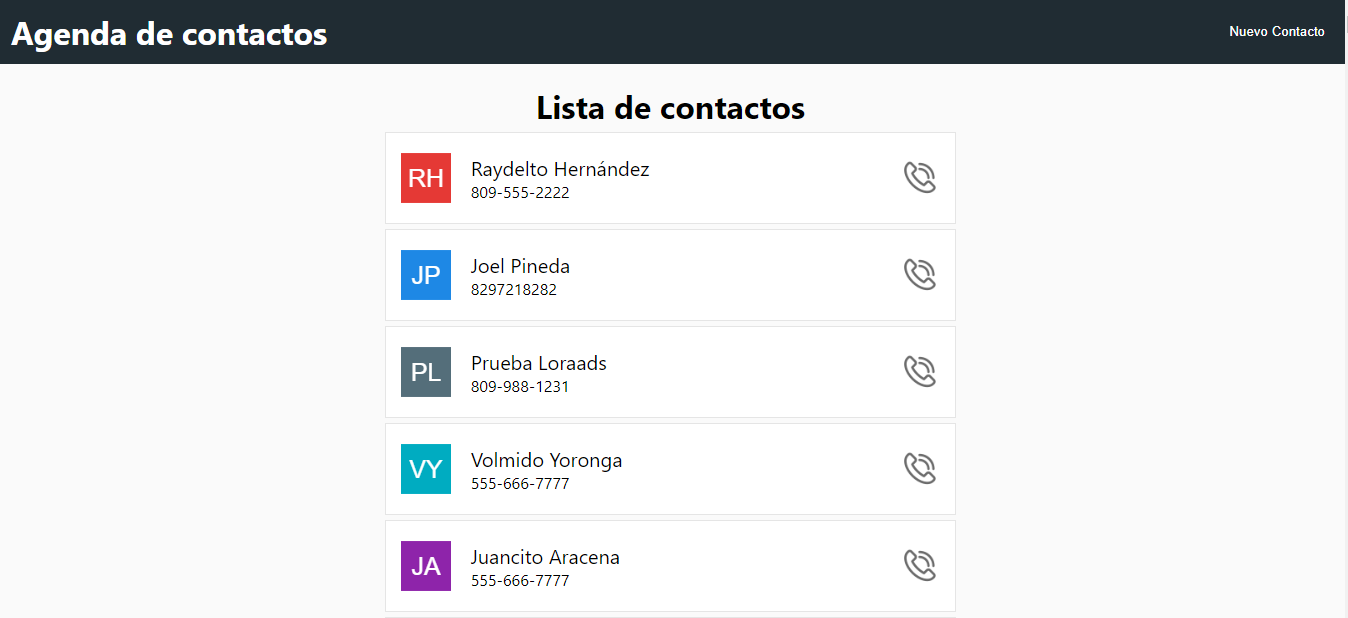 Agenda de contactos
Nuevo Contacto
Lista de contactos
RH
Raydelto Hernández
809-555-2222
JP
Joel Pineda
8297218282
PL
Prueba Loraads
809-988-1231
VY
Volmido Yoronga
555-666-7777
JA
Juancito Aracena
555-666-7777